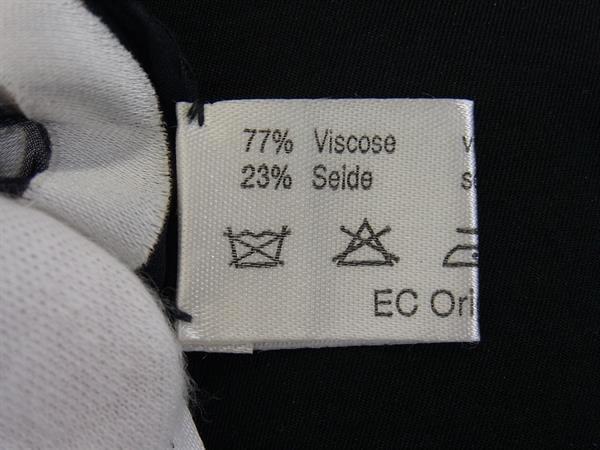 77% Viscose
23% Seide
EC Ori